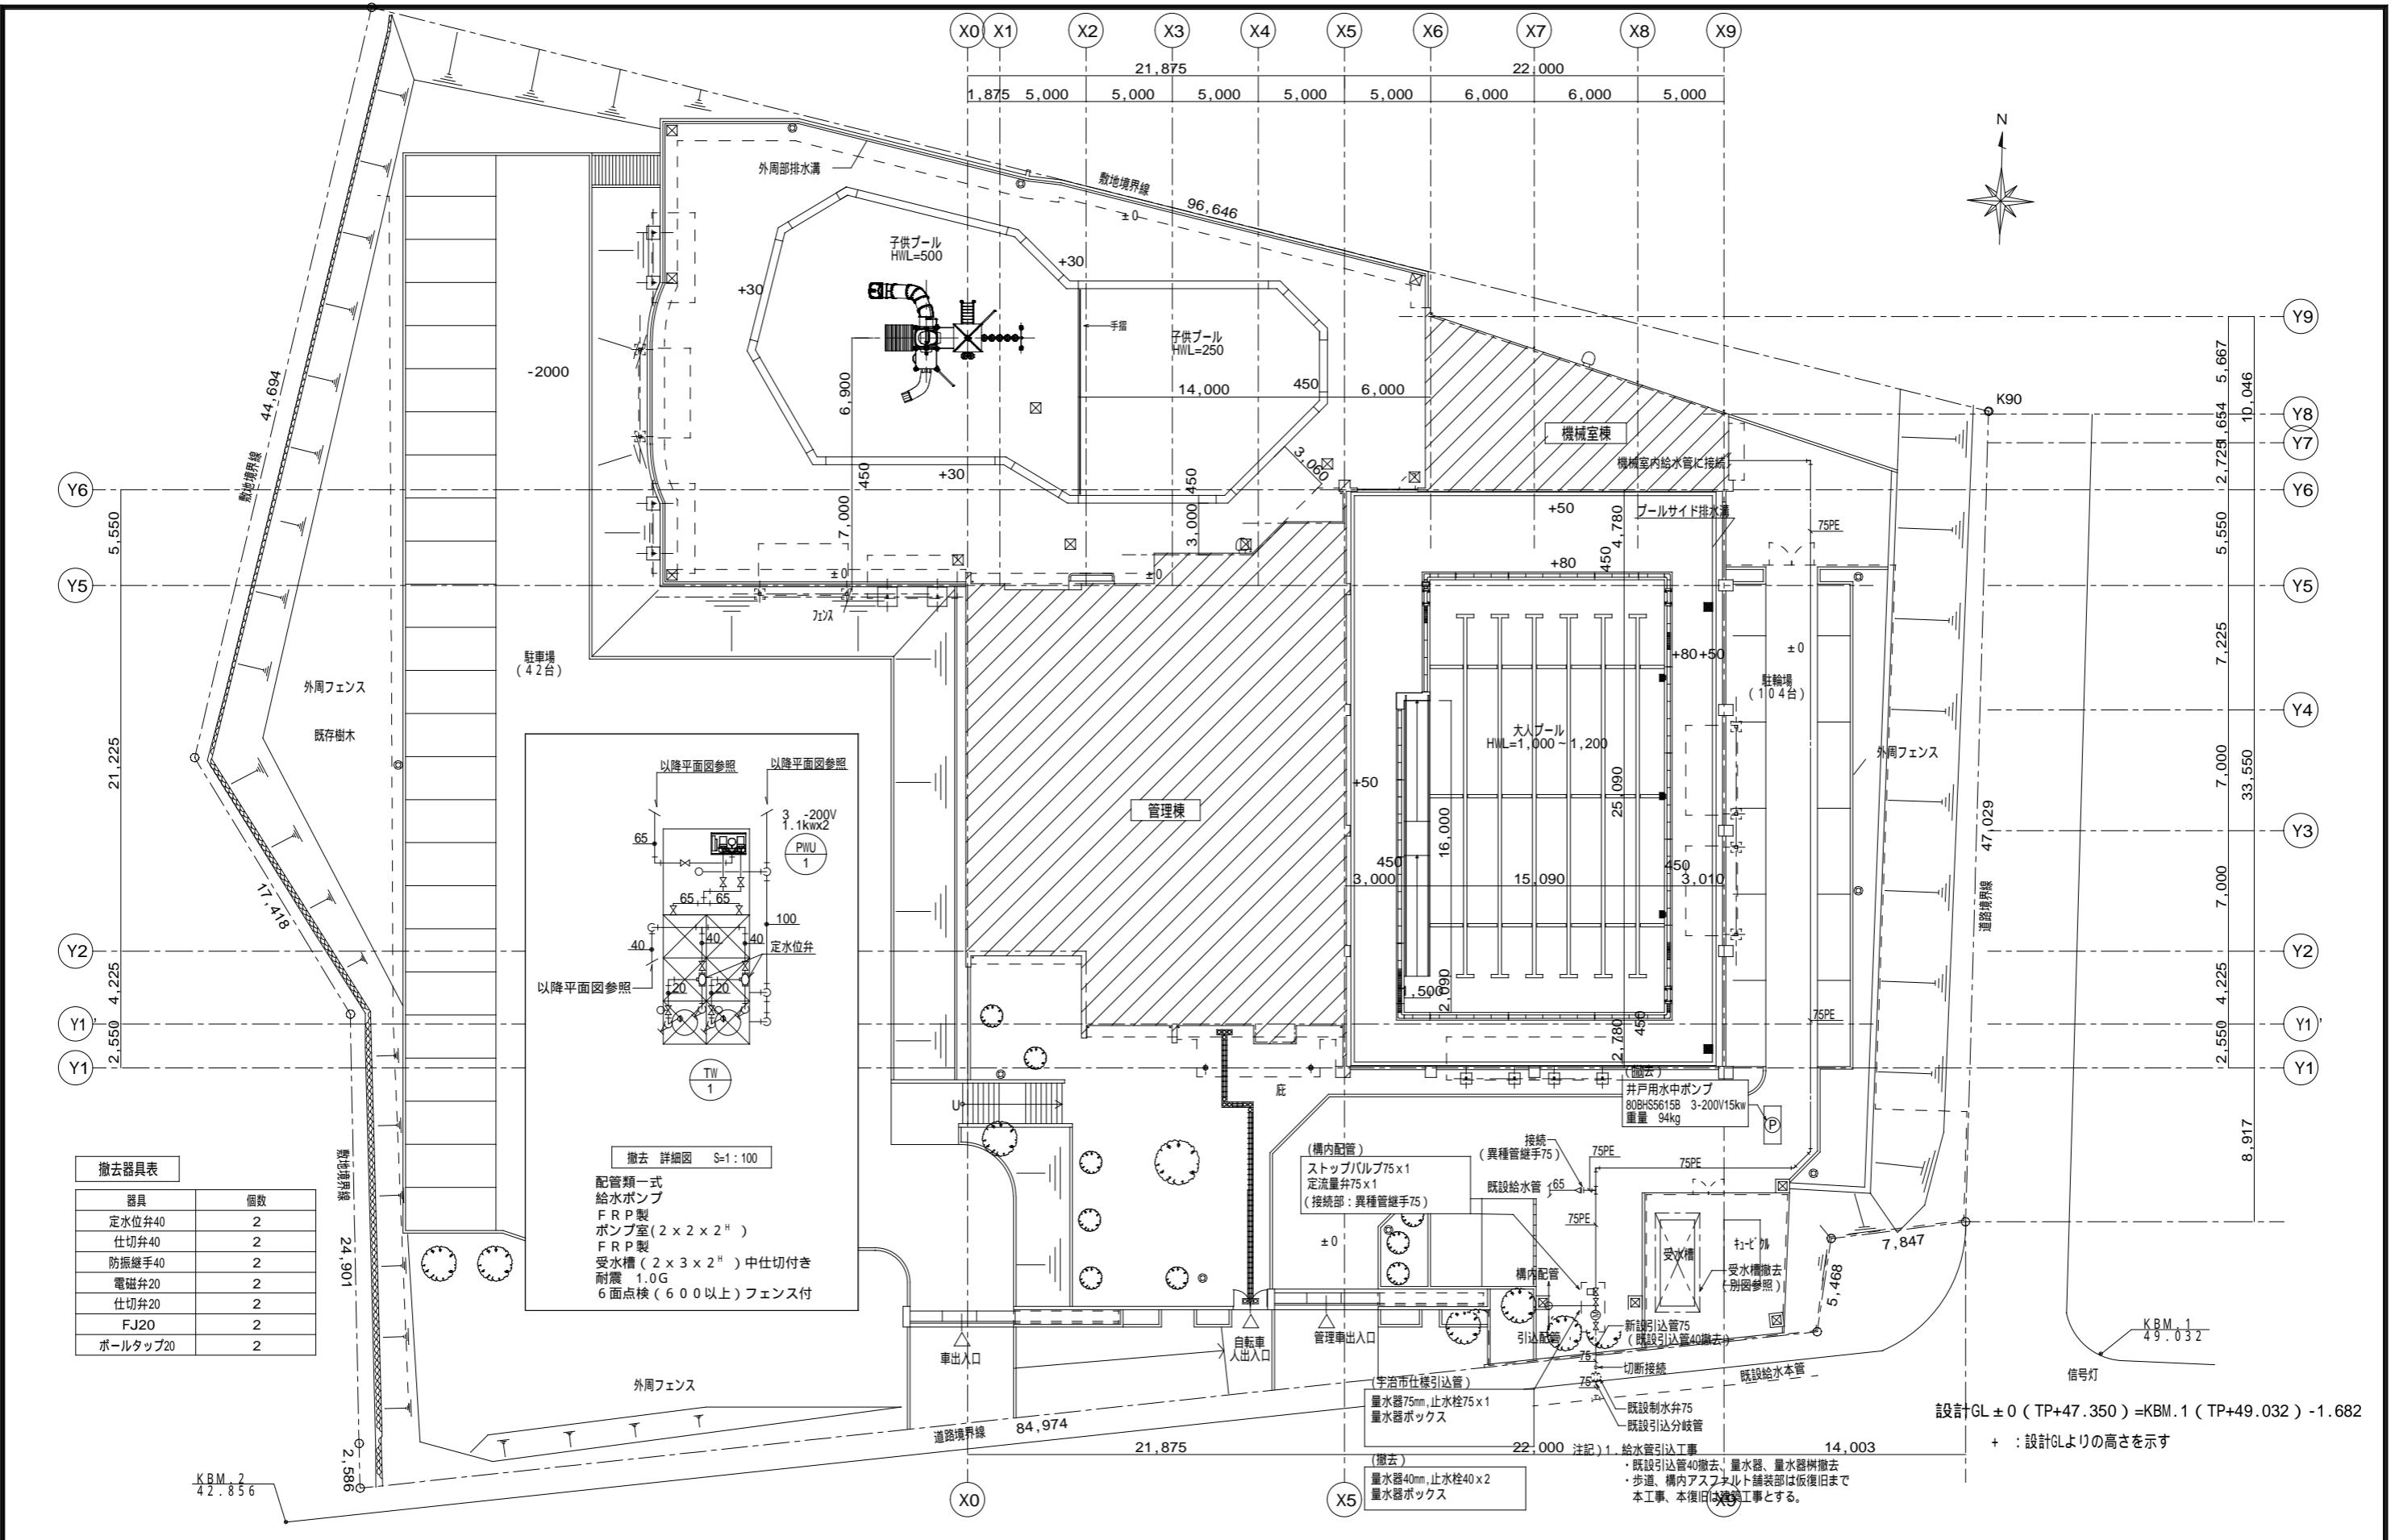 X0 X1 X2 X3 X4 X5 X6 X7 X8 X9
21,875 22,000
1,875 5,000 5,000 5,000 5,000 5,000 6,000 6,000 5,000
N
外周部排水溝
敷地境界線
96,646
±0
子供プール
HWL=500
+30
+30
手摺
子供プール
HWL=250
-2000
6,900
14,000
450
6,000
44,694
敷地境界線
K90
Y9
5,667
10,046
Y8
1,654
Y7
2,725
機械室棟
機械室内給水管に接続
3,060
450
+30
450
7,000
3,000
Y6
Y6
+50
4,780
プールサイド排水溝
75PE
5,550
5,550
±0
±0
+80
450
Y5
Y5
フェンス
駐車場
(42台)
外周フェンス
既存樹木
+80+50
±0
7,225
駐輪場
(104台)
Y4
大人プール
HWL=1,000~1,200
外周フェンス
21,225
以降平面図参照
以降平面図参照
+50
25,090
7,000
33,550
管理棟
3 -200V
1.1kwx2
PWU
1
65
16,000
47,029
Y3
450
450
3,000
15,090
3,010
7,000
道路境界線
65 65
100
17,418
40
40
40
定水位弁
Y2
Y2
以降平面図参照
20
20
1,500
2,090
4,225
4,225
75PE
Y1'
Y1'
2,550
2,780
450
2,550
Y1
Y1
TW
1
U
庇
(撤去)
井戸用水中ポンプ
80BHS5615B 3-200V15kw
重量 94kg
P
8,917
撤去 詳細図 S=1:100
配管類一式
給水ポンプ
FRP製
ポンプ室(2x2x2H)
FRP製
受水槽(2x3x2H)中仕切付き
耐震 1.0G
6面点検(600以上)フェンス付
撤去器具表
器具 個数
定水位弁40 2
仕切弁40 2
防振継手40 2
電磁弁20 2
仕切弁20 2
FJ20 2
ボールタップ20 2
敷地境界線
24,901
2,586
(構内配管)
ストップバルブ75x1
定流量弁75x1
(接続部:異種管継手75)
接続
(異種管継手75)
75PE
75PE
既設給水管
65
75PE
±0
受水槽
キュービクル
受水槽撤去
(別図参照)
7,847
5,468
構内配管
引込配管
新設引込管75
(既設引込管40撤去)
75
切断接続
75
既設制水弁75
既設引込分岐管
既設給水本管
車出入口
自転車
人出入口
管理車出入口
外周フェンス
道路境界線
84,974
(宇治市仕様引込管)
量水器75mm,止水栓75x1
量水器ボックス
KBM.1
49.032
信号灯
設計GL±0(TP+47.350)=KBM.1(TP+49.032)-1.682
+ :設計GLよりの高さを示す
21,875
22,000
14,003
(撤去)
量水器40mm,止水栓40x2
量水器ボックス
注記)1.給水管引込工事
・既設引込管40撤去、量水器、量水器桝撤去
・歩道、構内アスファルト舗装部は仮復旧まで
本工事、本復旧は建築工事とする。
KBM.2
42.856
X0
X5
X9